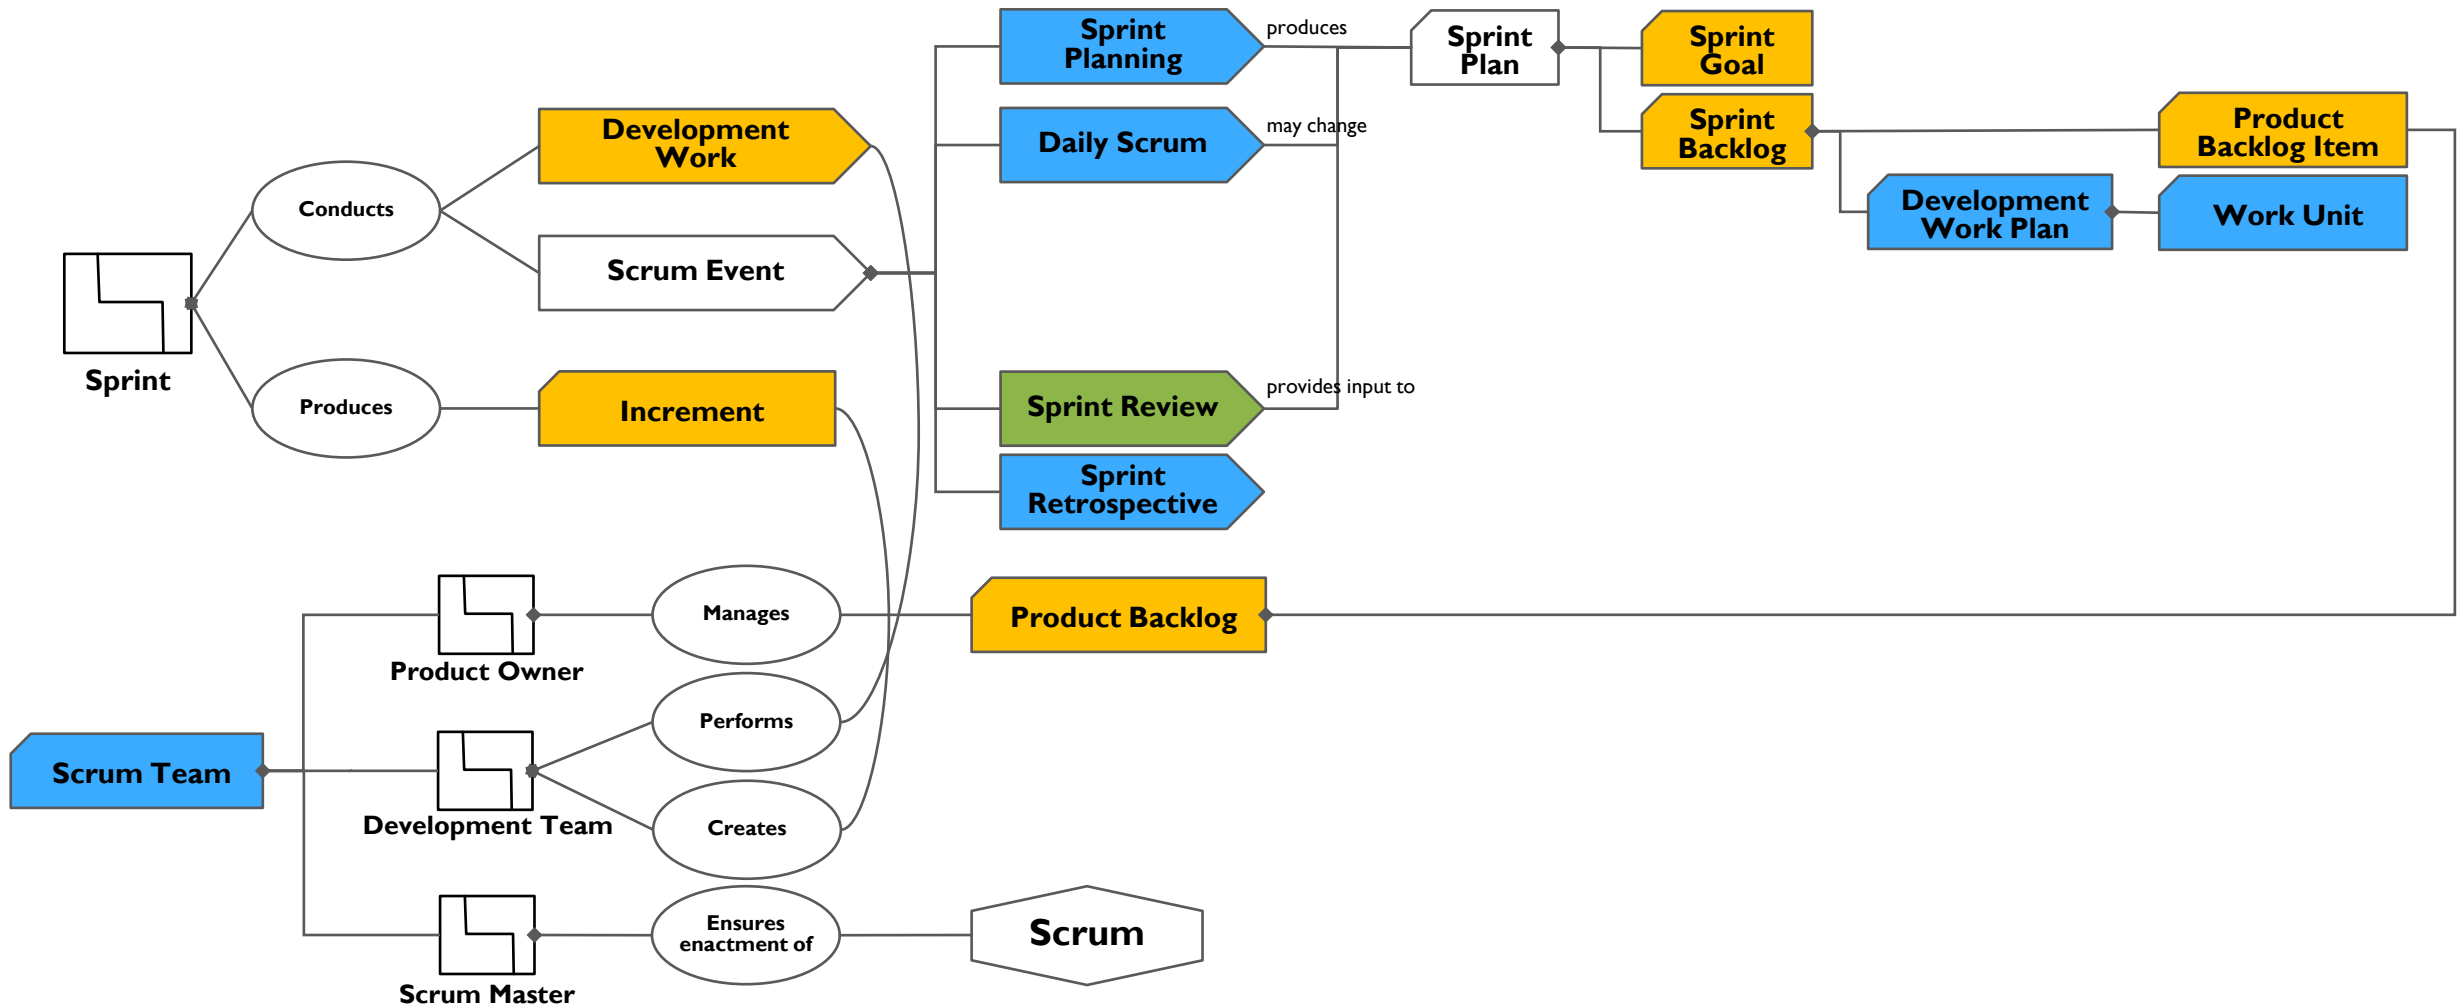 Sprint
Planning
produces
Sprint
Plan
Sprint
Goal
Development
Work
Daily Scrum
may change
Sprint
Backlog
Product
Backlog Item
Conducts
Development
Work Plan
Work Unit
Scrum Event
Sprint
Produces
Increment
Sprint Review
provides input to
Sprint
Retrospective
Manages
Product Backlog
Product Owner
Performs
Scrum Team
Development Team
Creates
Ensures
enactment of
Scrum
Scrum Master